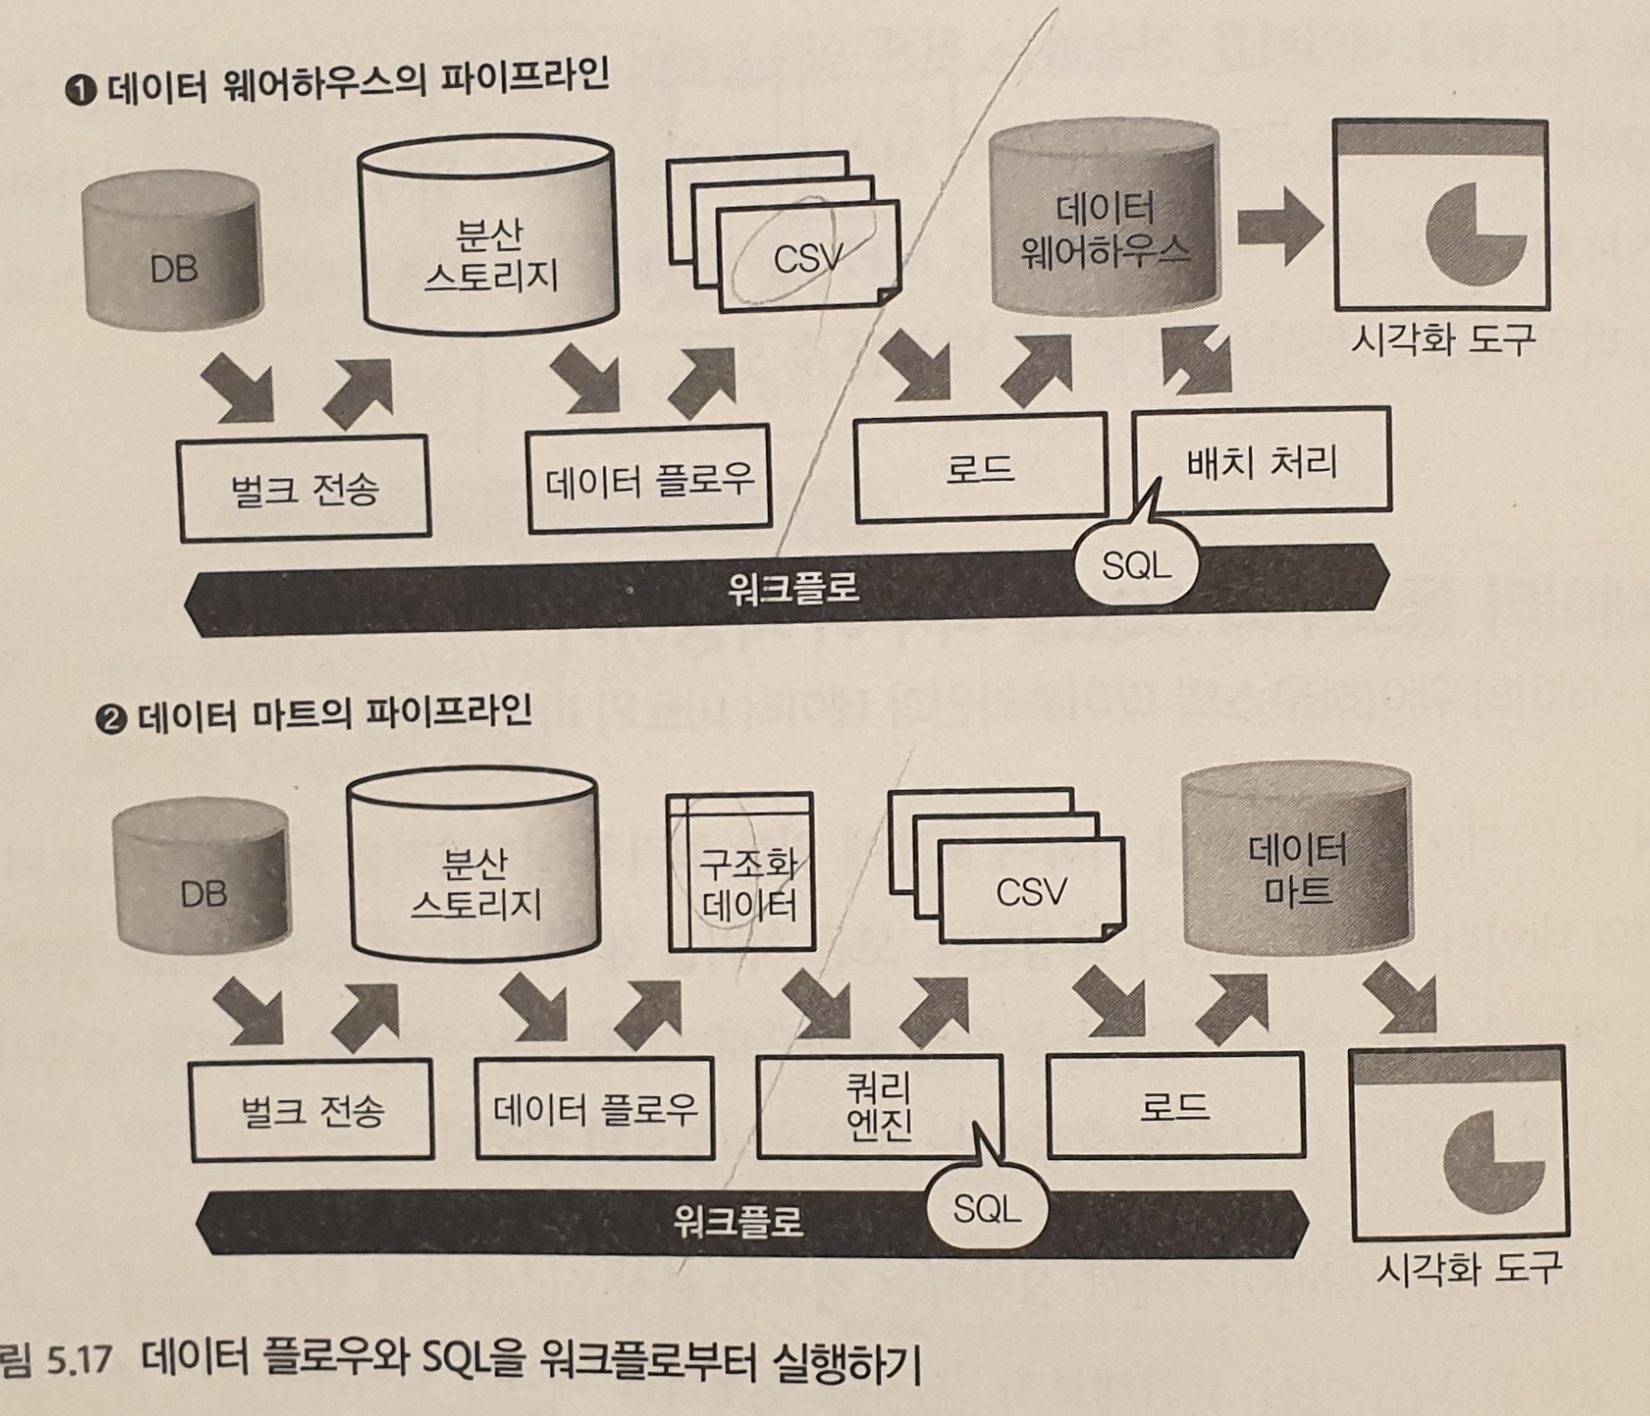 ❶ 데이터 웨어하우스의 파이프라인
DB
분산
스토리지
CSV
데이터
웨어하우스
시각화 도구
벌크 전송
데이터 플로우
로드
배치 처리
SQL
워크플로
❷ 데이터 마트의 파이프라인
DB
분산
스토리지
구조화
데이터
CSV
데이터
마트
벌크 전송
데이터 플로우
쿼리
엔진
로드
SQL
워크플로
시각화 도구
림 5.17 데이터 플로우와 SQL을 워크플로부터 실행하기